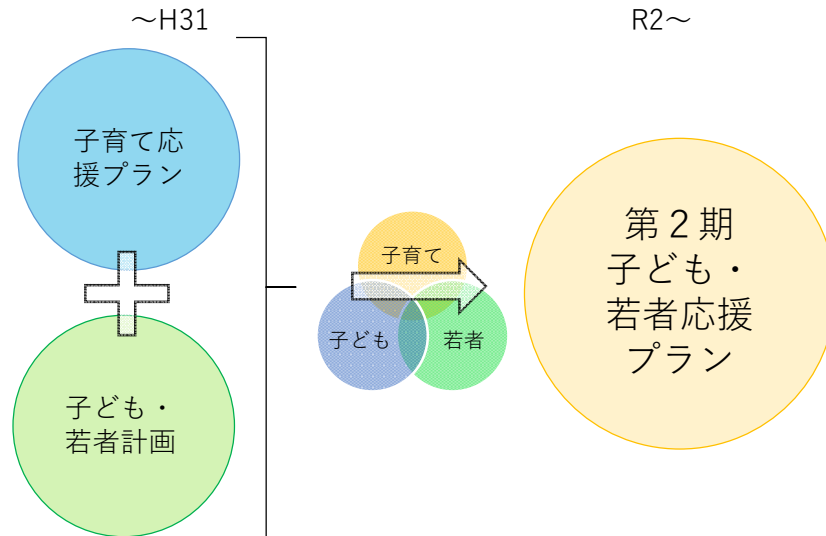 ～H31
R2～
子育て応
援プラン
子ども・
若者計画
子育て
子ども
若者
第２期
子ども・
若者応援
プラン